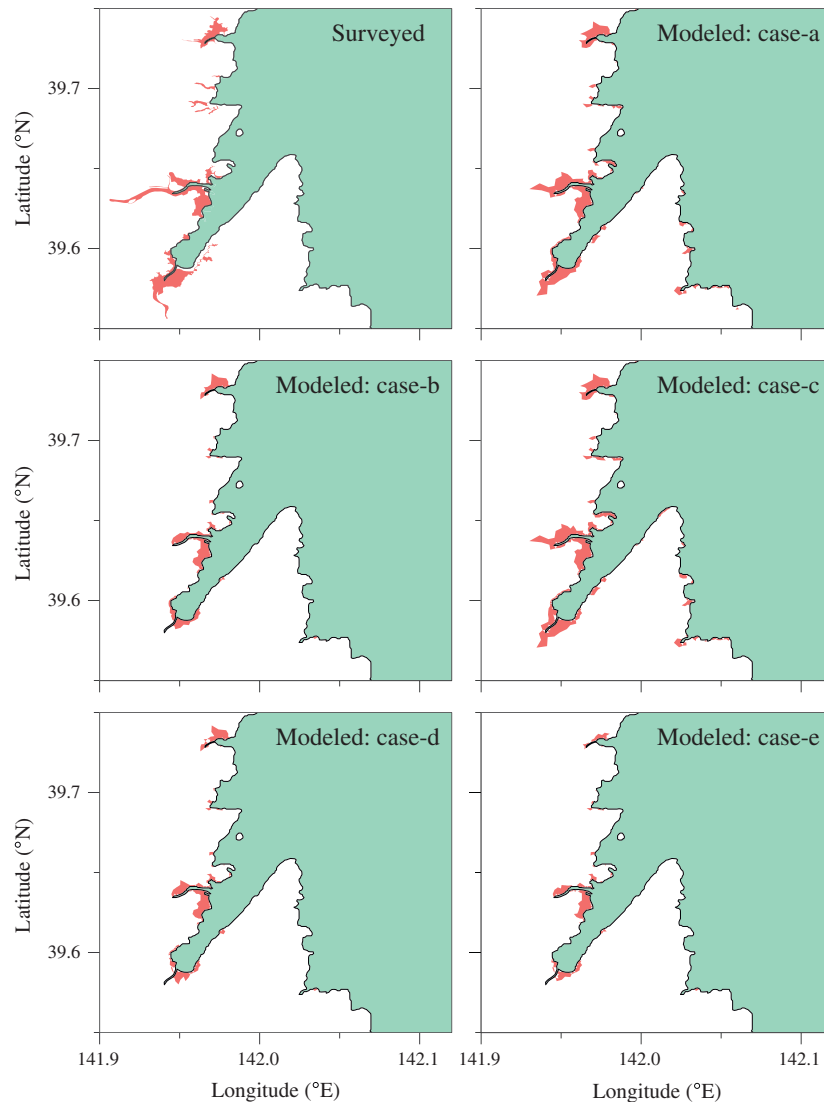 Surveyed
Modeled: case-a
39.7
Latitude (°N)
39.6
Modeled: case-b
Modeled: case-c
39.7
Latitude (°N)
39.6
Modeled: case-d
Modeled: case-e
39.7
Latitude (°N)
39.6
141.9 142.0 142.1 141.9 142.0 142.1
Longitude (°E) Longitude (°E)